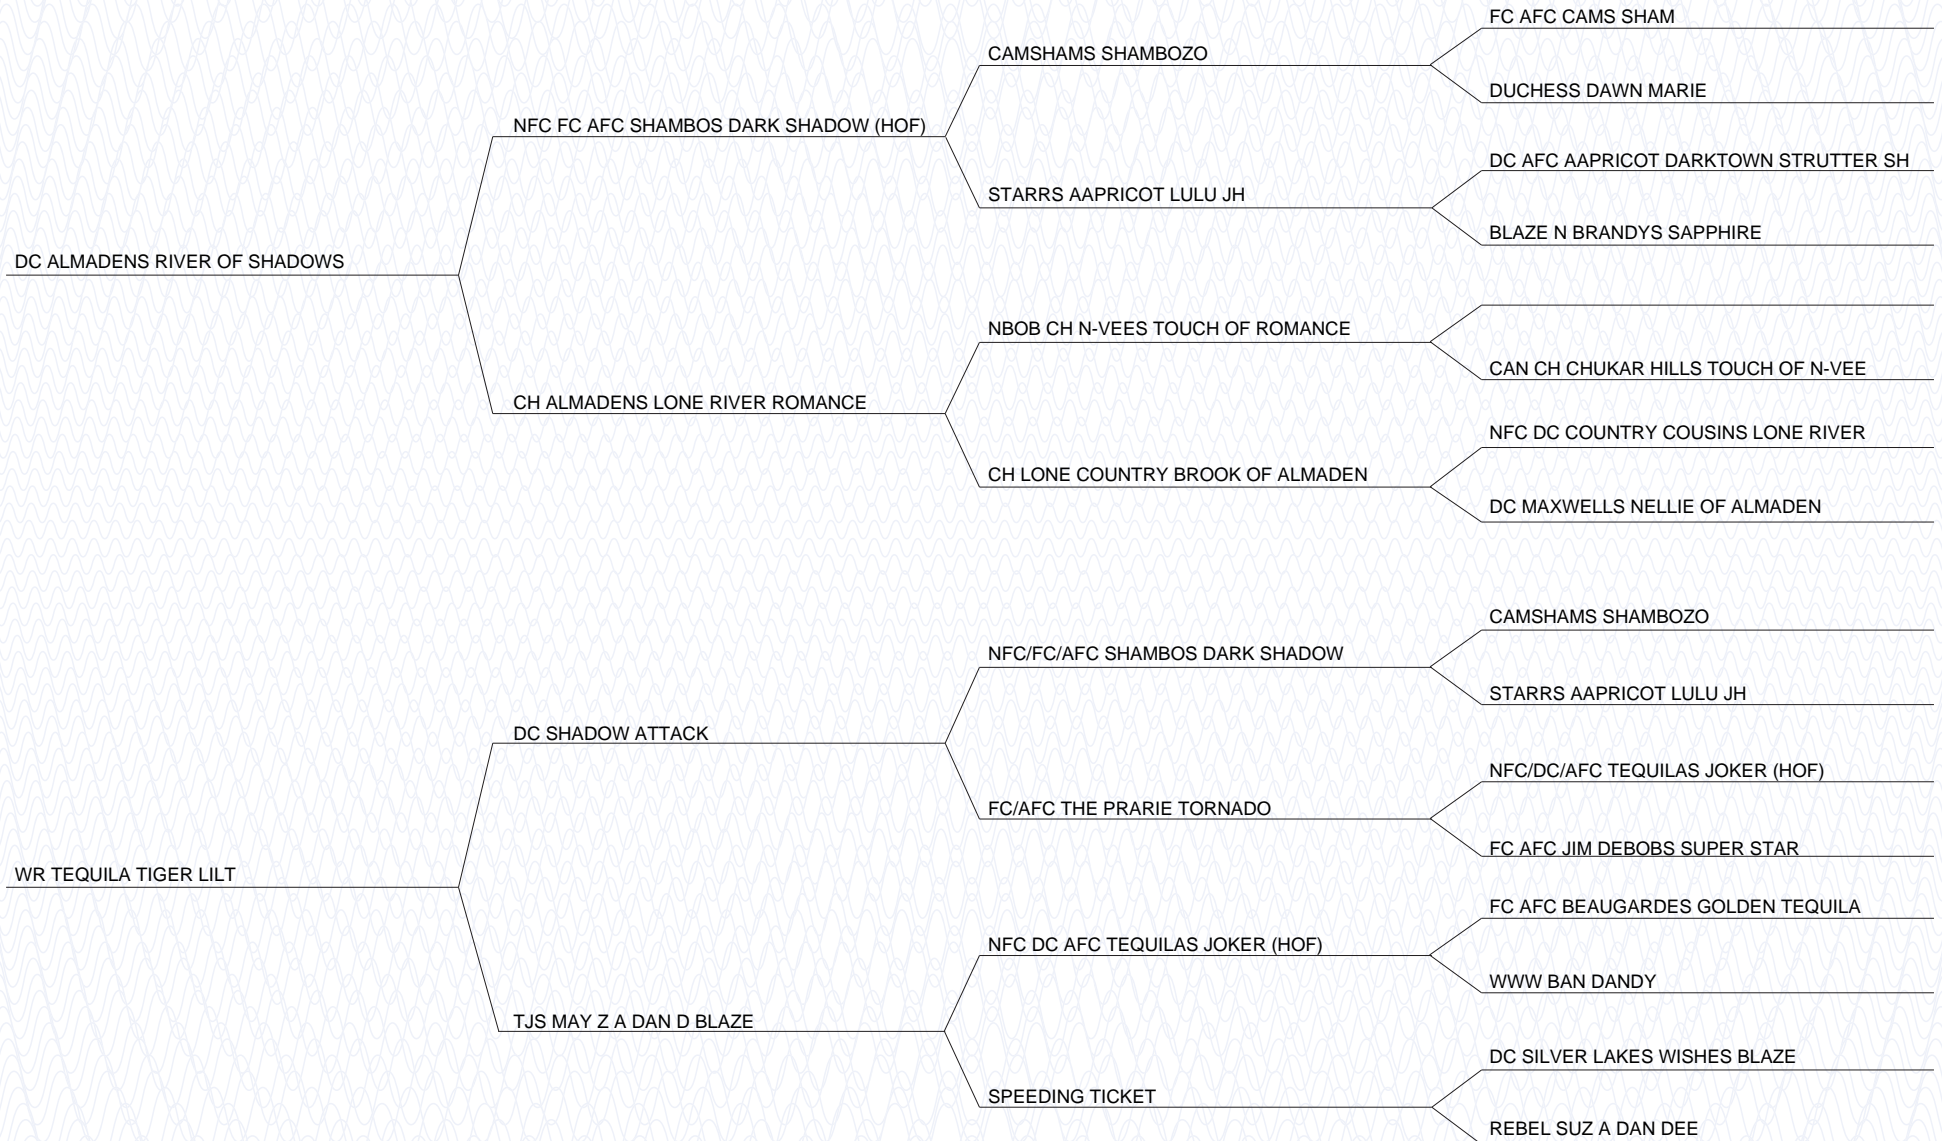 FC AFC CAMS SHAM
CAMSHAMS SHAMBOZO
DUCHESS DAWN MARIE
NFC FC AFC SHAMBOS DARK SHADOW (HOF)
DC AFC AAPRICOT DARKTOWN STRUTTER SH
STARRS AAPRICOT LULU JH
BLAZE N BRANDYS SAPPHIRE
DC ALMADENS RIVER OF SHADOWS
NBOB CH N-VEES TOUCH OF ROMANCE
CAN CH CHUKAR HILLS TOUCH OF N-VEE
CH ALMADENS LONE RIVER ROMANCE
NFC DC COUNTRY COUSINS LONE RIVER
CH LONE COUNTRY BROOK OF ALMADEN
DC MAXWELLS NELLIE OF ALMADEN
CAMSHAMS SHAMBOZO
NFC/FC/AFC SHAMBOS DARK SHADOW
STARRS AAPRICOT LULU JH
DC SHADOW ATTACK
NFC/DC/AFC TEQUILAS JOKER (HOF)
FC/AFC THE PRARIE TORNADO
FC AFC JIM DEBOBS SUPER STAR
WR TEQUILA TIGER LILT
FC AFC BEAUGARDES GOLDEN TEQUILA
NFC DC AFC TEQUILAS JOKER (HOF)
WWW BAN DANDY
TJS MAY Z A DAN D BLAZE
DC SILVER LAKES WISHES BLAZE
SPEEDING TICKET
REBEL SUZ A DAN DEE